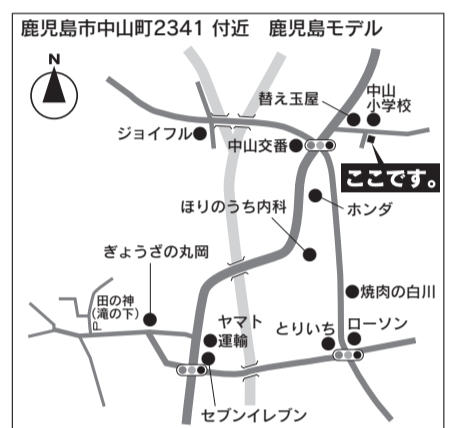 鹿児島市中山町2341 付近　鹿児島モデル
N
替え玉屋
中山
小学校
ジョイフル
中山交番
ここです。
ほりのうち内科
ホンダ
ぎょうざの丸岡
田の神
(滝の下)
P
焼肉の白川
ヤマト
運輸
とりいち
ローソン
セブンイレブン